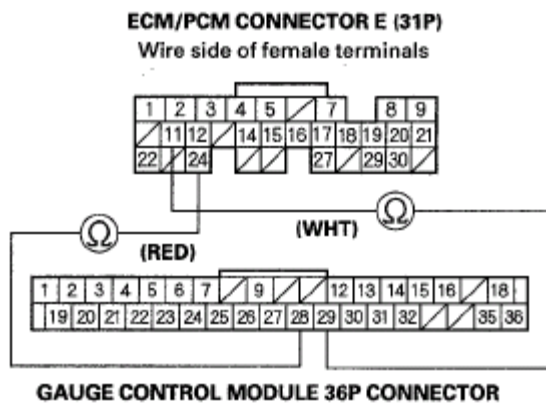 ECM/PCM CONNECTOR E (31P)
Wire side of female terminals
1 2 3 4 5 7 8 9
11 12 14 15 16 17 18 19 20 21
22 24 27 29 30
Ω (RED) (WHT) Ω
1 2 3 4 5 6 7 9 12 13 14 15 16 18
19 20 21 22 23 24 25 26 27 28 29 30 31 32 35 36
GAUGE CONTROL MODULE 36P CONNECTOR